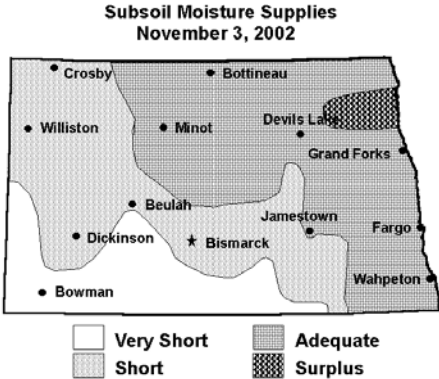 Subsoil Moisture Supplies
November 3, 2002
Crosby
Bottineau
Williston
Minot
Devils Lake
Grand Forks
Beulah
Jamestown
Fargo
Dickinson
Bismarck
Wahpeton
Bowman
Very Short
Adequate
Short
Surplus